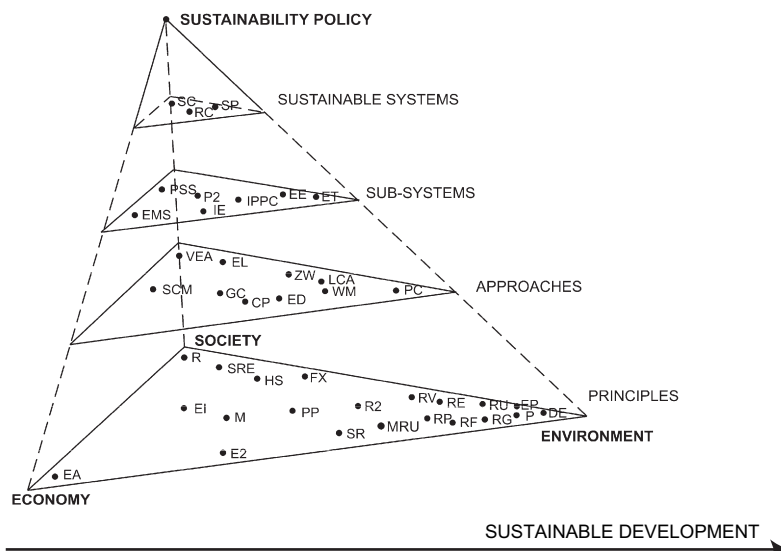 SUSTAINABILITY POLICY
SUSTAINABLE SYSTEMS
SC
SP
RC
SUB-SYSTEMS
PSS
P2
IPPC
EE
ET
EMS
IE
VEA
EL
ZW
LCA
APPROACHES
SCM
GC
CP
ED
WM
PC
SOCIETY
R
SRE
HS
FX
PRINCIPLES
EI
M
PP
R2
RV
RE
RU
EP
DE
E2
SR
MRU
RP
RF
RG
P
ENVIRONMENT
EA
ECONOMY
SUSTAINABLE DEVELOPMENT